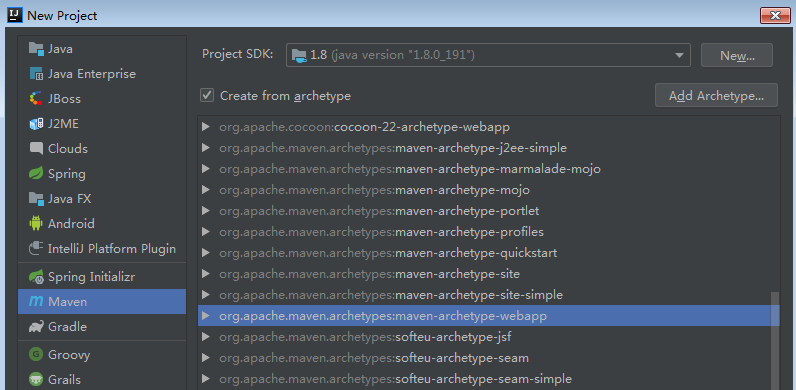 New Project
Java
Java Enterprise
JBoss
J2ME
Clouds
Spring
Java FX
Android
IntelliJ Platform Plugin
Spring Initializr
Maven
Gradle
Groovy
Grails
Project SDK: 1.8 (java version "1.8.0_191") New...
Create from archetype Add Archetype...
org.apache.cocoon:cocoon-22-archetype-webapp
org.apache.maven.archetypes:maven-archetype-j2ee-simple
org.apache.maven.archetypes:maven-archetype-marmalade-mojo
org.apache.maven.archetypes:maven-archetype-mojo
org.apache.maven.archetypes:maven-archetype-portlet
org.apache.maven.archetypes:maven-archetype-profiles
org.apache.maven.archetypes:maven-archetype-quickstart
org.apache.maven.archetypes:maven-archetype-site
org.apache.maven.archetypes:maven-archetype-site-simple
org.apache.maven.archetypes:maven-archetype-webapp
org.apache.maven.archetypes:softeu-archetype-jsf
org.apache.maven.archetypes:softeu-archetype-seam
org.apache.maven.archetypes:softeu-archetype-seam-simple